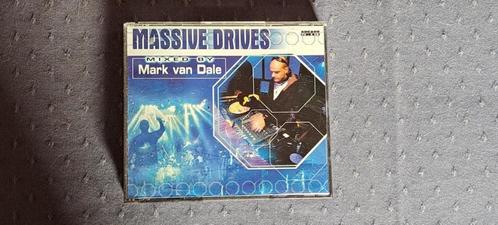 MASSIVE DRIVES
MIXED BY
Mark van Dale